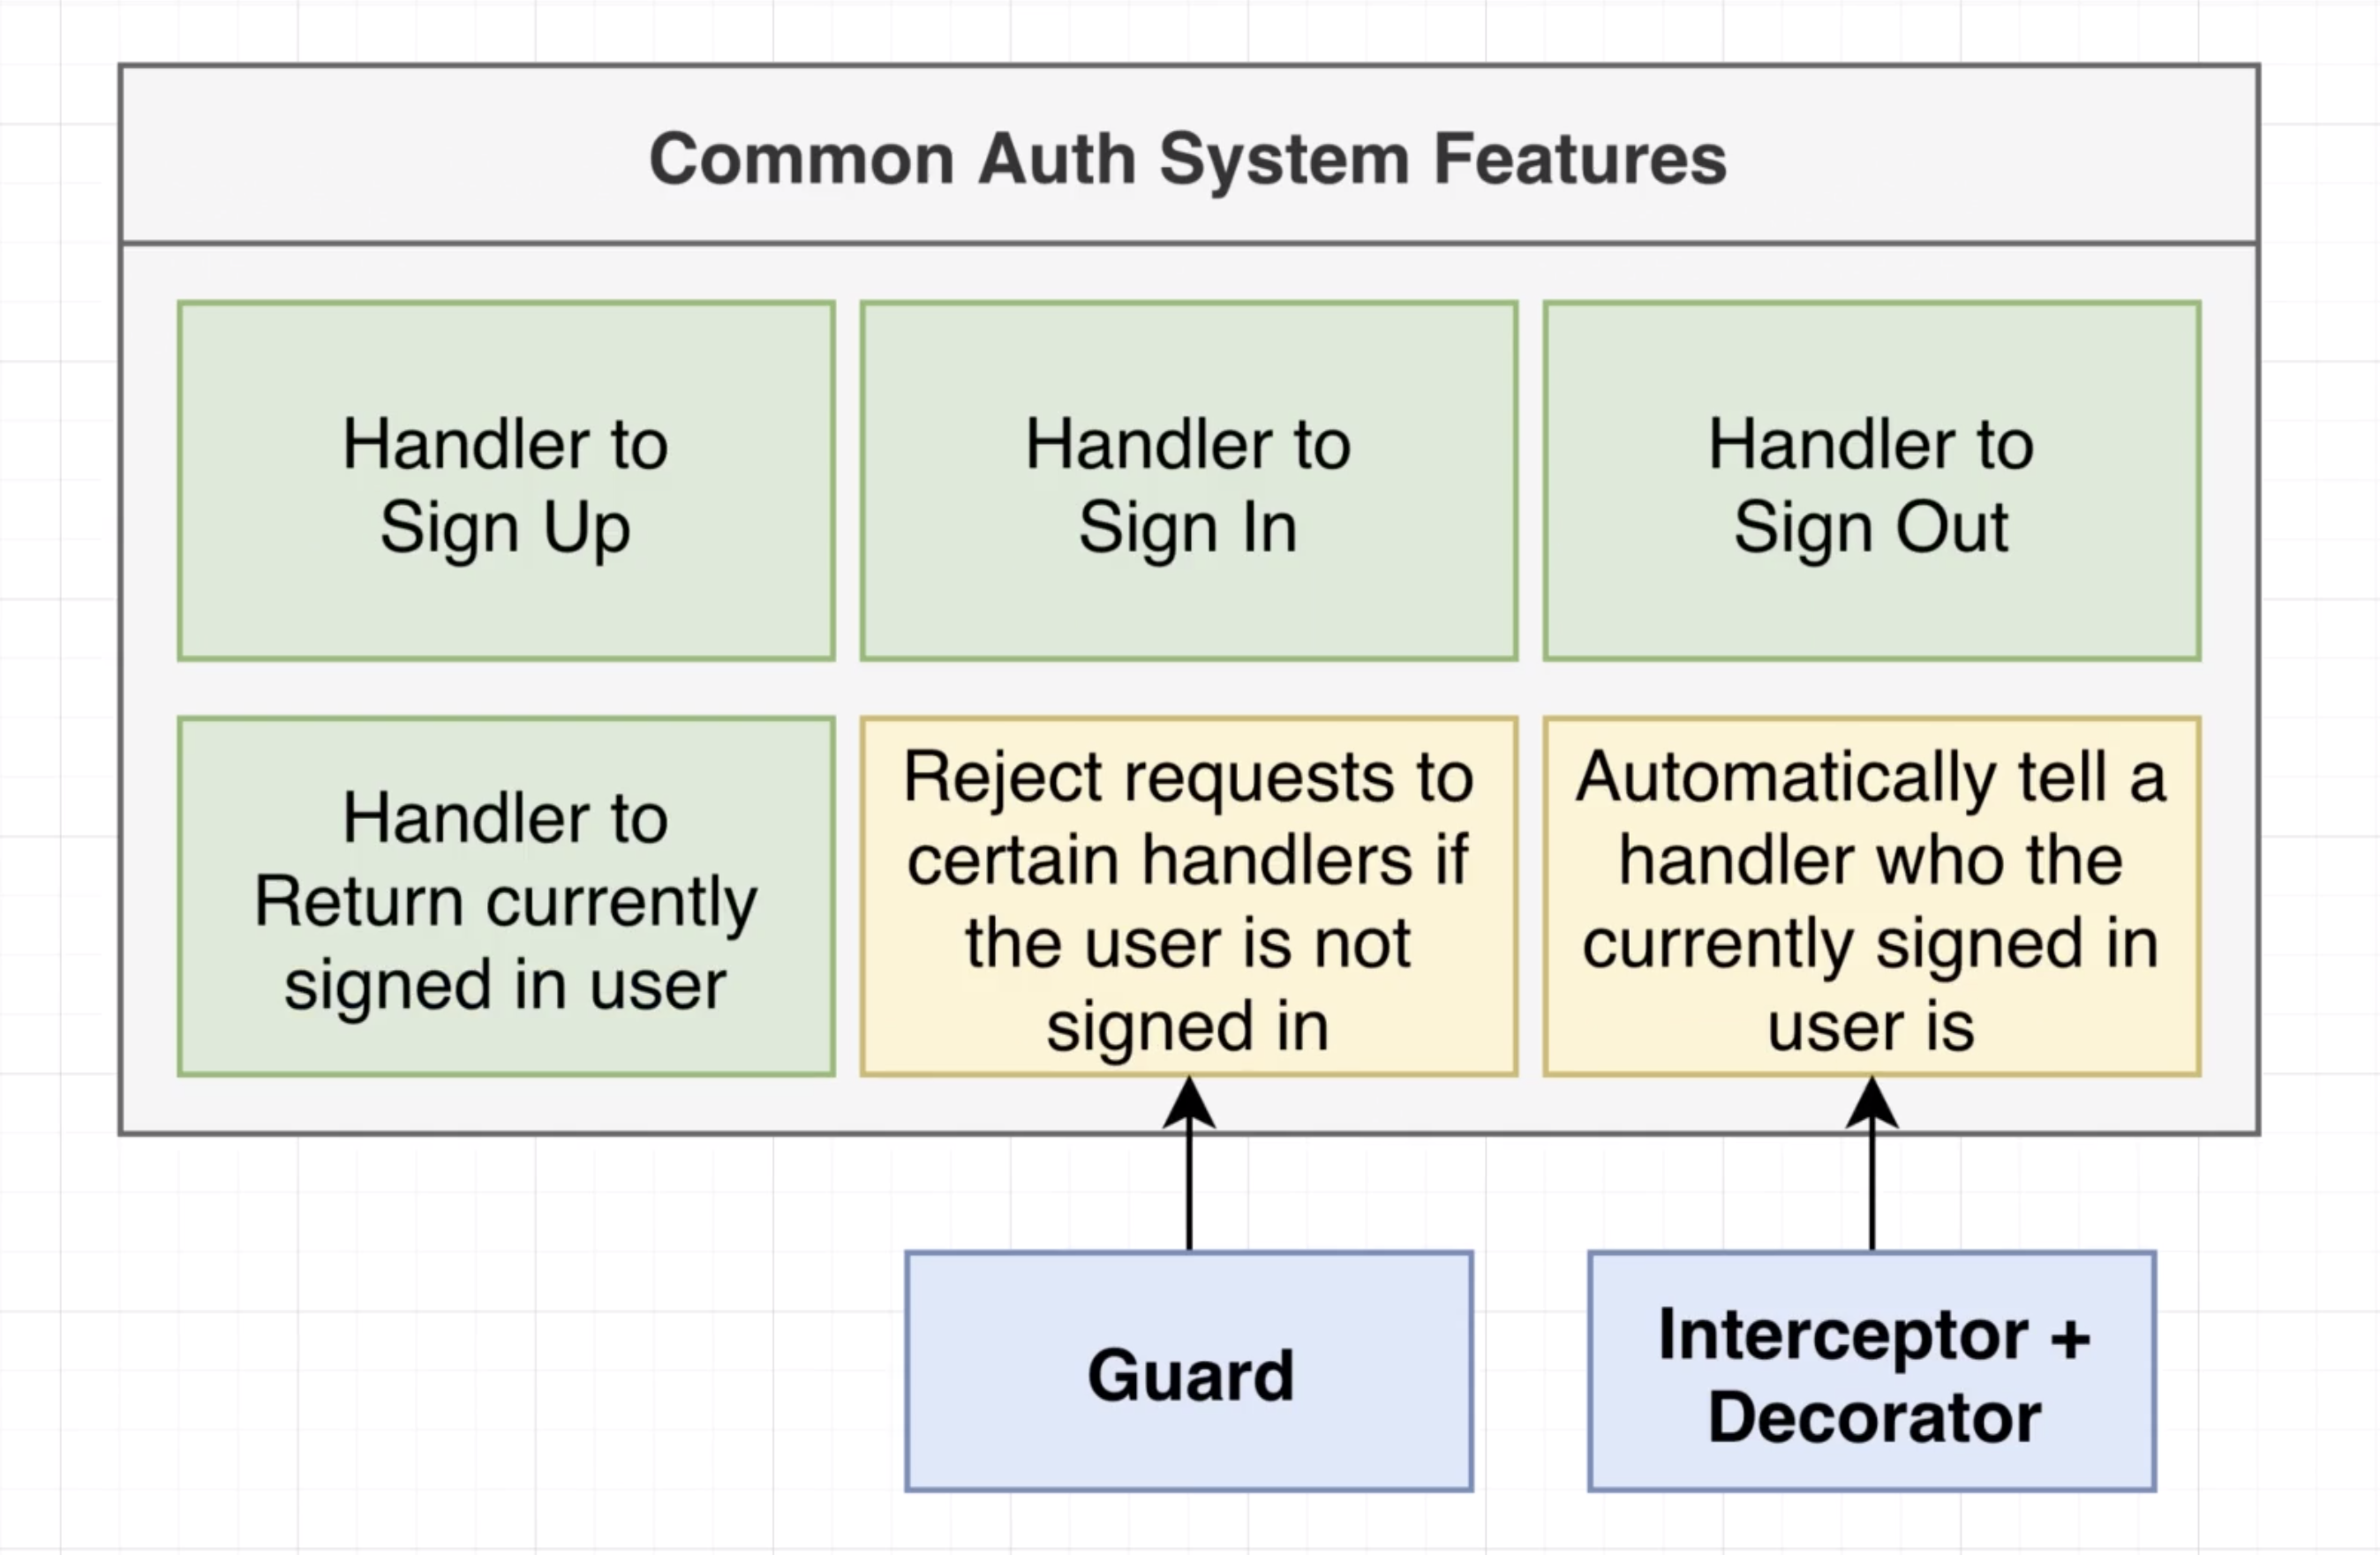 Common Auth System Features
Handler to
Sign Up
Handler to
Sign In
Handler to
Sign Out
Handler to
Return currently
signed in user
Reject requests to
certain handlers if
the user is not
signed in
Automatically tell a
handler who the
currently signed in
user is
Guard
Interceptor +
Decorator